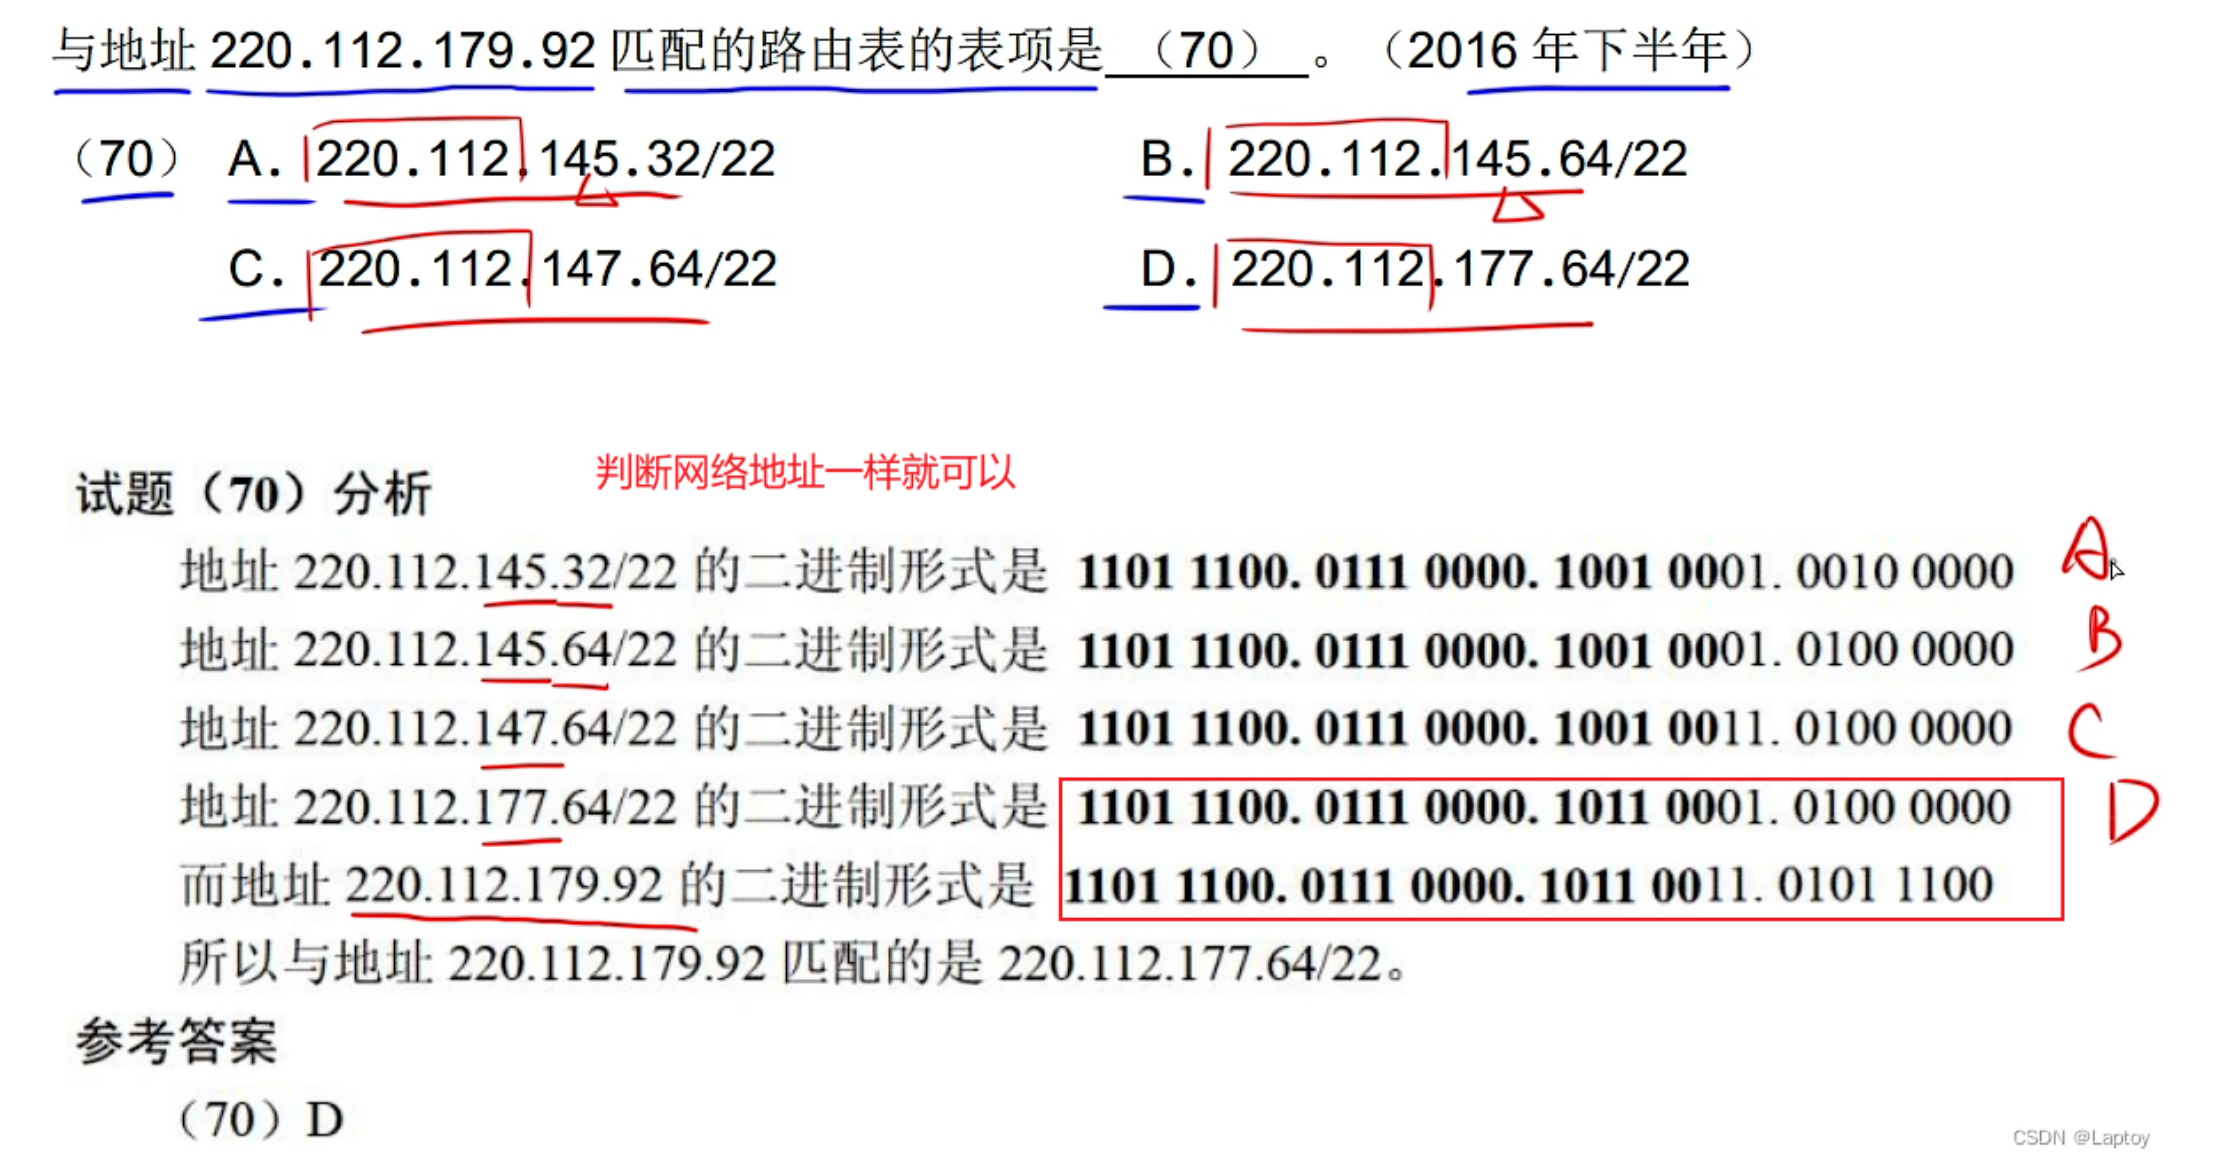 与地址 220.112.179.92 匹配的路由表的表项是 （70） 。（2016 年下半年）
（70） A. 220.112.145.32/22 B. 220.112.145.64/22
C. 220.112.147.64/22 D. 220.112.177.64/22
判断网络地址一样就可以
试题（70）分析
地址 220.112.145.32/22 的二进制形式是 1101 1100. 0111 0000. 1001 0001. 0010 0000 A
地址 220.112.145.64/22 的二进制形式是 1101 1100. 0111 0000. 1001 0001. 0100 0000 B
地址 220.112.147.64/22 的二进制形式是 1101 1100. 0111 0000. 1001 0011. 0100 0000 C
地址 220.112.177.64/22 的二进制形式是 1101 1100. 0111 0000. 1011 0001. 0100 0000 D
而地址 220.112.179.92 的二进制形式是 1101 1100. 0111 0000. 1011 0011. 0101 1100
所以与地址 220.112.179.92 匹配的是 220.112.177.64/22。
参考答案
（70）D
CSDN @Laptoy